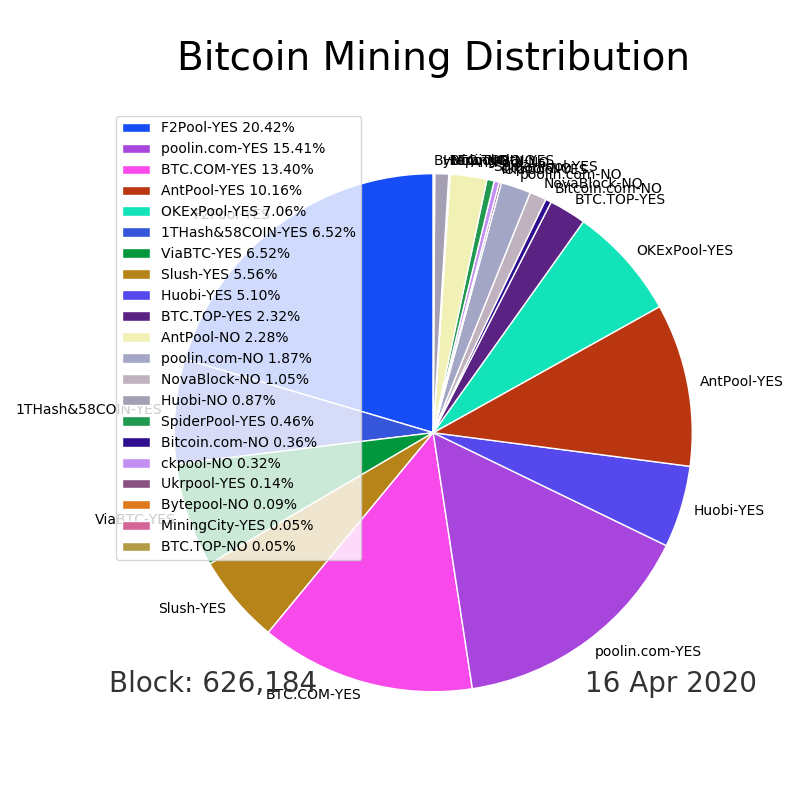 Bitcoin Mining Distribution
F2Pool-YES 20.42%
poolin.com-YES 15.41%
BTC.COM-YES 13.40%
AntPool-YES 10.16%
OKExPool-YES 7.06%
1THash&58COIN-YES 6.52%
ViaBTC-YES 6.52%
Slush-YES 5.56%
Huobi-YES 5.10%
BTC.TOP-YES 2.32%
AntPool-NO 2.28%
poolin.com-NO 1.87%
NovaBlock-NO 1.05%
Huobi-NO 0.87%
SpiderPool-YES 0.46%
Bitcoin.com-NO 0.36%
ckpool-NO 0.32%
Ukrpool-YES 0.14%
Bytepool-NO 0.09%
MiningCity-YES 0.05%
BTC.TOP-NO 0.05%
poolin.com-NO
NovaBlock-NO
Bitcoin.com-NO
BTC.TOP-YES
OKExPool-YES
AntPool-YES
Huobi-YES
poolin.com-YES
BTC.COM-YES
Slush-YES
ViaBTC-YES
1THash&58COIN-YES
F2Pool-YES
Block: 626,184
16 Apr 2020